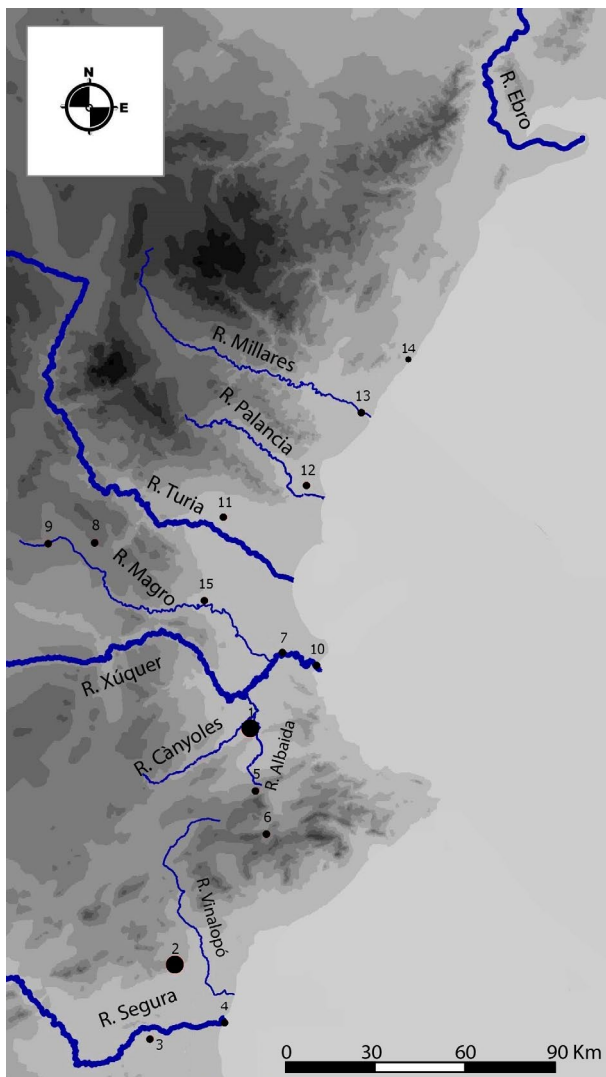 N
E
R. Ebro
R. Millares
14
13
R. Palancia
12
R. Turia
11
9
8
R. Magro
15
7
10
R. Xúquer
1
R. Cànyoles
R. Albaida
5
6
R. Vinalopó
2
R. Segura
4
3
0 30 60 90 Km